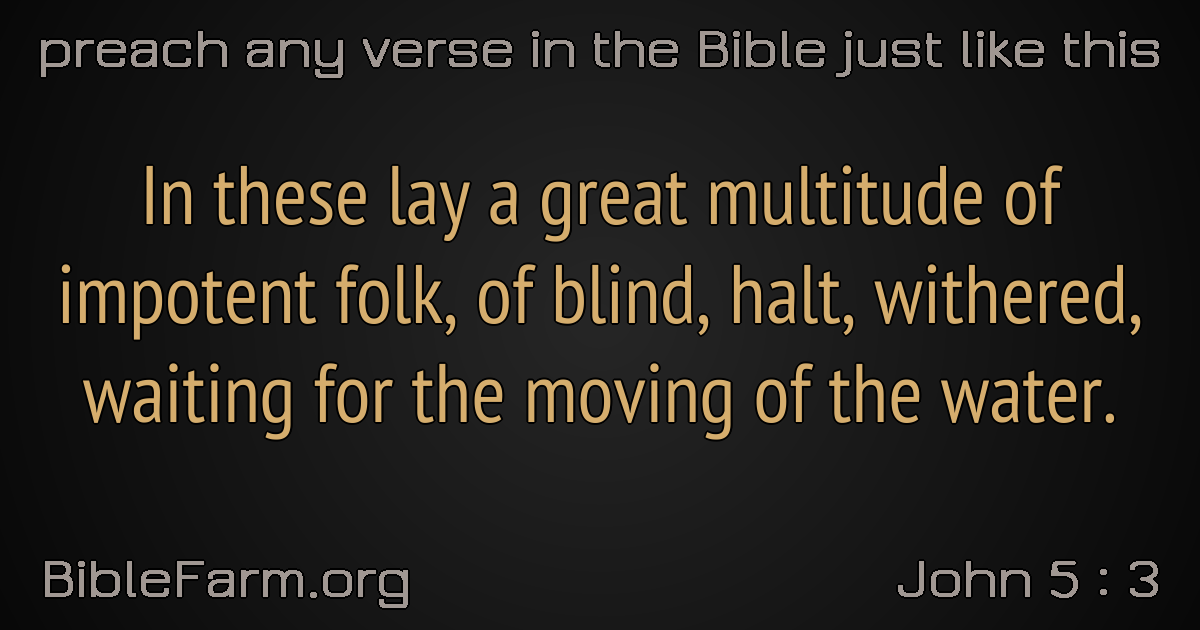 preach any verse in the Bible just like this
In these lay a great multitude of
impotent folk, of blind, halt, withered,
waiting for the moving of the water.
BibleFarm.org
John 5 : 3